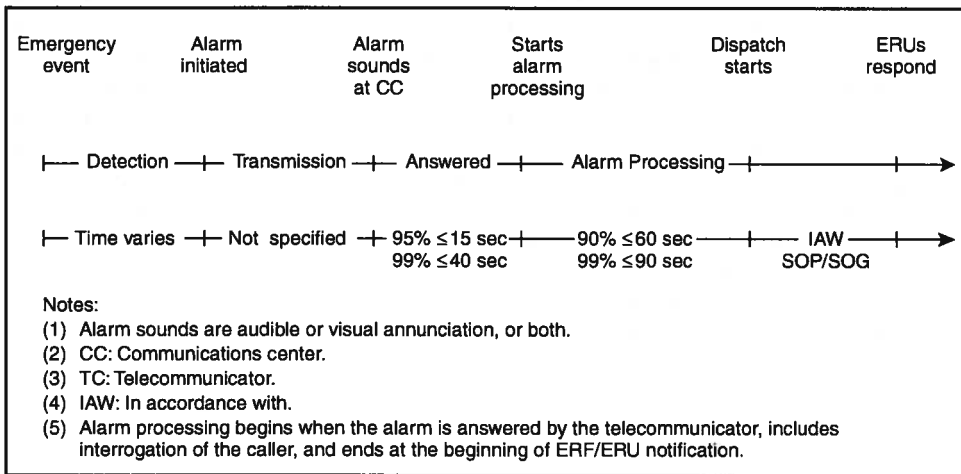 Emergency event
Alarm initiated
Alarm sounds at CC
Starts alarm processing
Dispatch starts
ERUs respond
Detection Transmission Answered Alarm Processing
Time varies Not specified 95% ≤15 sec 90% ≤60 sec IAW
99% ≤40 sec 99% ≤90 sec SOP/SOG
Notes:
(1) Alarm sounds are audible or visual annunciation, or both.
(2) CC: Communications center.
(3) TC: Telecommunicator.
(4) IAW: In accordance with.
(5) Alarm processing begins when the alarm is answered by the telecommunicator, includes
interrogation of the caller, and ends at the beginning of ERF/ERU notification.